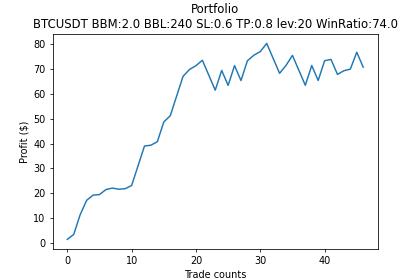 Portfolio
BTCUSDT BBM:2.0 BBL:240 SL:0.6 TP:0.8 lev:20 WinRatio:74.0
80
70
60
50
40
30
20
10
0
Profit ($)
0 10 20 30 40
Trade counts